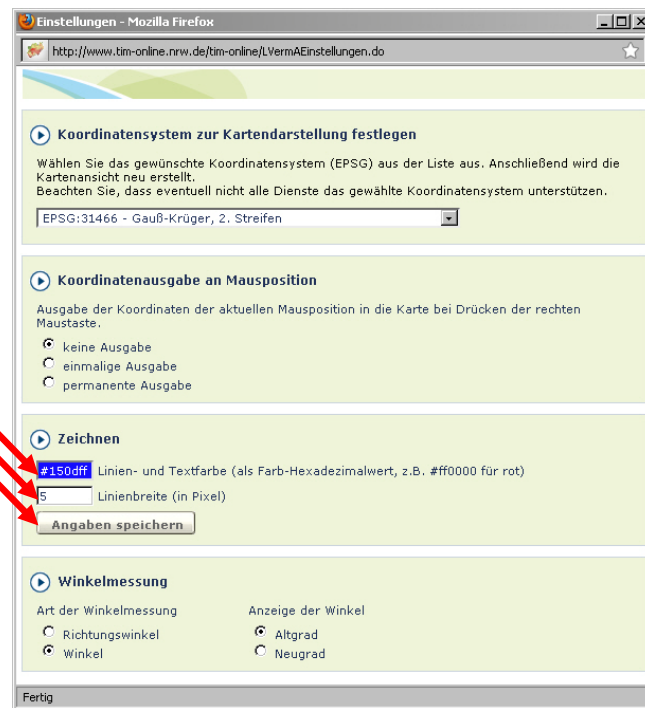 Einstellungen - Mozilla Firefox
http://www.tim-online.nrw.de/tim-online/LVermAEinstellungen.do
Koordinatensystem zur Kartendarstellung festlegen
Wählen Sie das gewünschte Koordinatensystem (EPSG) aus der Liste aus. Anschließend wird die
Kartenansicht neu erstellt.
Beachten Sie, dass eventuell nicht alle Dienste das gewählte Koordinatensystem unterstützen.
EPSG:31466 - Gauß-Krüger, 2. Streifen
Koordinatenausgabe an Mausposition
Ausgabe der Koordinaten der aktuellen Mausposition in die Karte bei Drücken der rechten
Maustaste.
keine Ausgabe
einmalige Ausgabe
permanente Ausgabe
Zeichnen
#150dff Linien- und Textfarbe (als Farb-Hexadezimalwert, z.B. #ff0000 für rot)
5 Linienbreite (in Pixel)
Angaben speichern
Winkelmessung
Art der Winkelmessung Anzeige der Winkel
Richtungswinkel Altgrad
Winkel Neugrad
Fertig